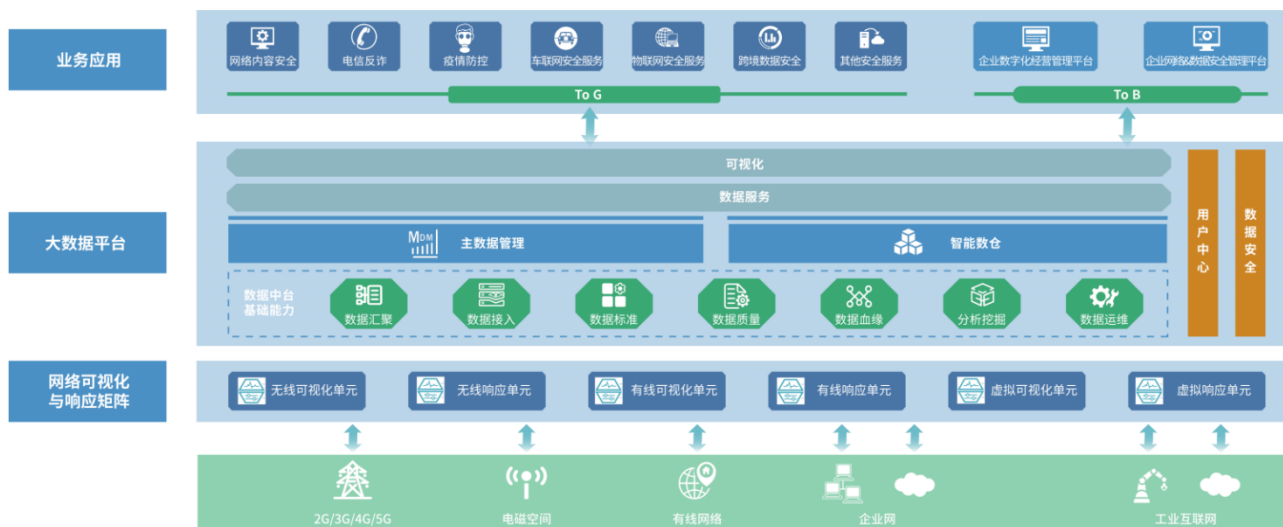 业务应用
网络内容安全
电信反诈
疫情防控
车联网安全服务
物联网安全服务
跨境数据安全
其他安全服务
企业数字化经营管理平台
企业网络&数据安全管理平台
To G
To B
大数据平台
可视化
数据服务
MDM
主数据管理
智能数仓
数据中台
基础能力
数据汇聚
数据接入
数据标准
数据质量
数据血缘
分析挖掘
数据运维
用户中心
数据安全
网络可视化
与响应矩阵
无线可视化单元
无线响应单元
有线可视化单元
有线响应单元
虚拟可视化单元
虚拟响应单元
2G/3G/4G/5G
电磁空间
有线网络
企业网
工业互联网